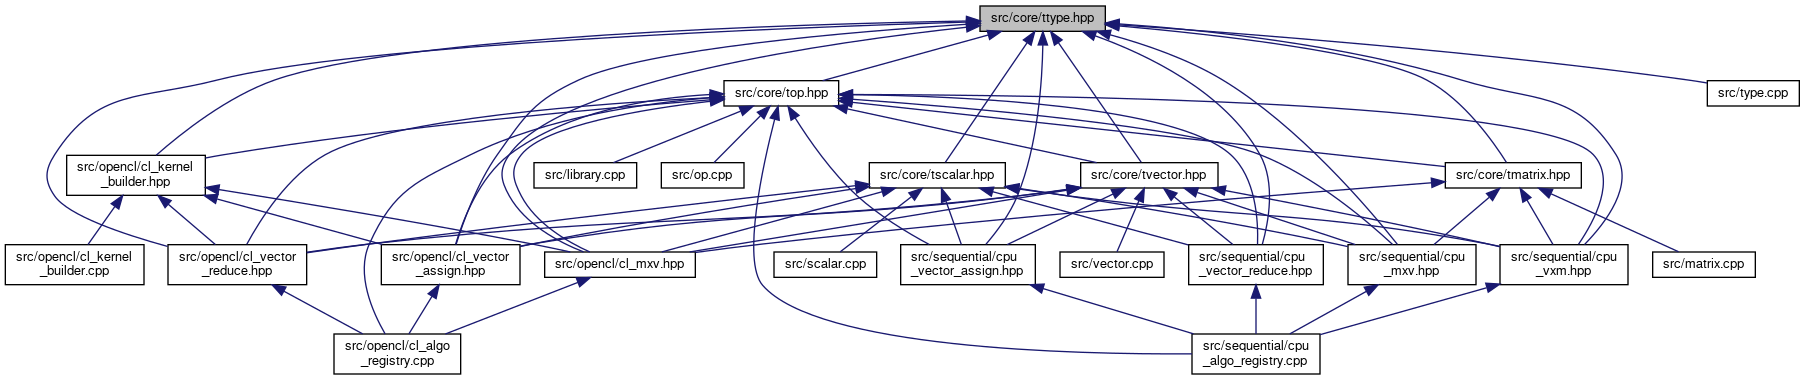 src/core/ttype.hpp
src/core/top.hpp
src/type.cpp
src/opencl/cl_kernel
_builder.hpp
src/library.cpp
src/op.cpp
src/core/tscalar.hpp
src/core/tvector.hpp
src/core/tmatrix.hpp
src/opencl/cl_kernel
_builder.cpp
src/opencl/cl_vector
_reduce.hpp
src/opencl/cl_vector
_assign.hpp
src/opencl/cl_mxv.hpp
src/scalar.cpp
src/sequential/cpu
_vector_assign.hpp
src/vector.cpp
src/sequential/cpu
_vector_reduce.hpp
src/sequential/cpu
_mxv.hpp
src/sequential/cpu
_vxm.hpp
src/matrix.cpp
src/opencl/cl_algo
_registry.cpp
src/sequential/cpu
_algo_registry.cpp